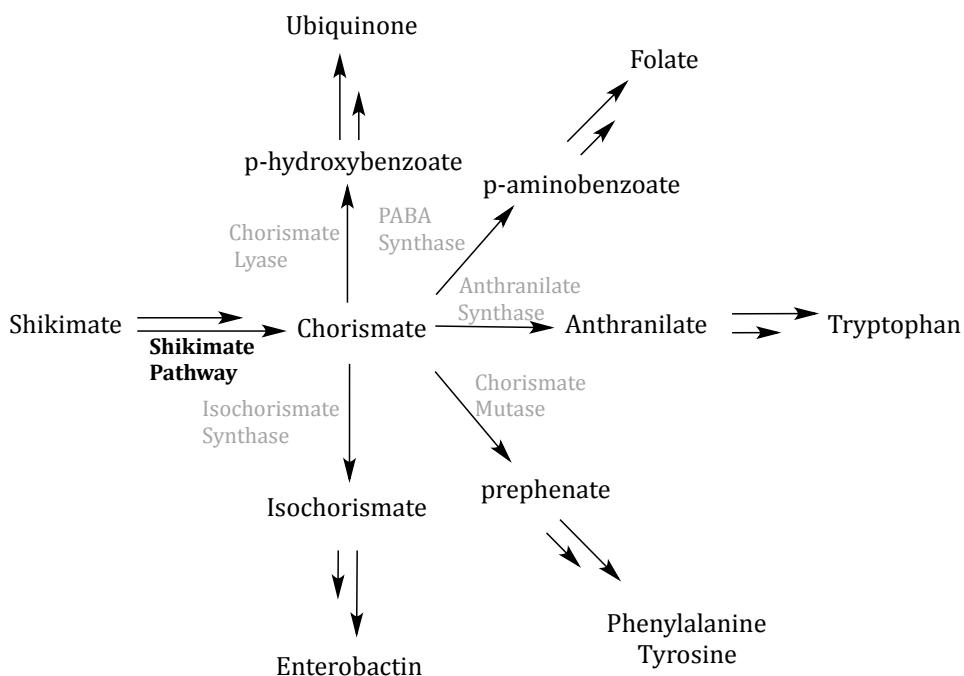 Ubiquinone
Folate
p-hydroxybenzoate
p-aminobenzoate
Chorismate
Lyase
PABA
Synthase
Anthranilate
Synthase
Shikimate
Chorismate
Anthranilate
Tryptophan
Shikimate
Pathway
Isochorismate
Synthase
Chorismate
Mutase
Isochorismate
prephenate
Phenylalanine
Tyrosine
Enterobactin